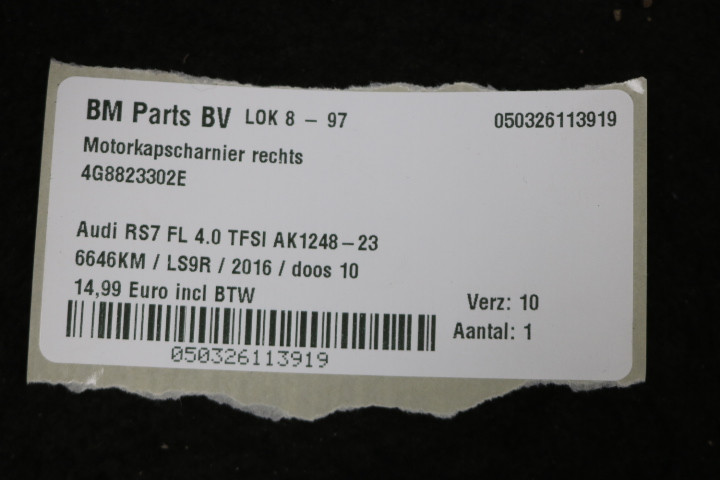 BM Parts BV LOK 8 - 97 050326113919
Motorkapscharnier rechts
4G8823302E
Audi RS7 FL 4.0 TFSI AK1248-23
6646KM / LS9R / 2016 / doos 10
14,99 Euro incl BTW
Verz: 10
Aantal: 1
050326113919